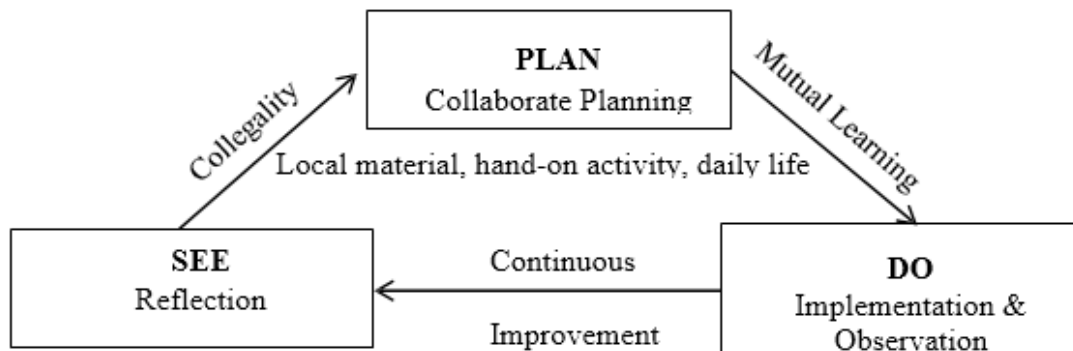 PLAN
Collaborate Planning
Collegality
Mutual Learning
Local material, hand-on activity, daily life
SEE
Reflection
Continuous
Improvement
DO
Implementation &
Observation